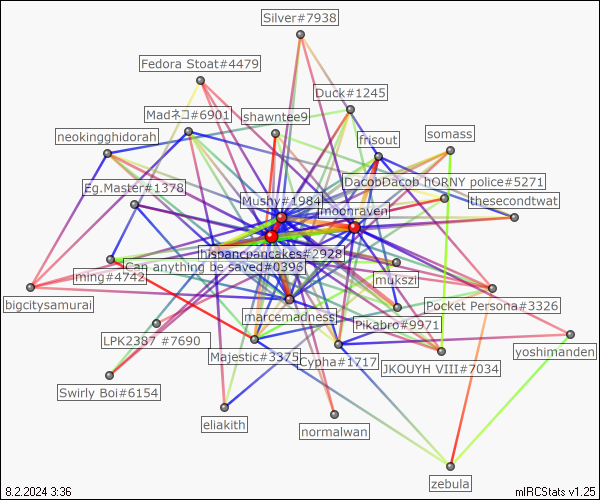 Silver#7938
Fedora Stoat#4479
Duck#1245
Madネコ#6901
shawntee9
neokingghidorah
frisout
somass
DacobDacob hORNY police#5271
Eg.Master#1378
Mushy#1984
thesecondtwat
moonraven
hispancpancakes#2928
Can anything be saved#0396
lming#4742
mukszi
bigcitysamurai
Pocket Persona#3326
marcemadness
Pikabro#9971
LPK2387 #7690
Majestic#3375
Cypha#1717
yoshimanden
JKOUYH VIII#7034
Swirly Boi#6154
eliakith
normalwan
zebula
8.2.2024 3:36
mIRCStats v1.25